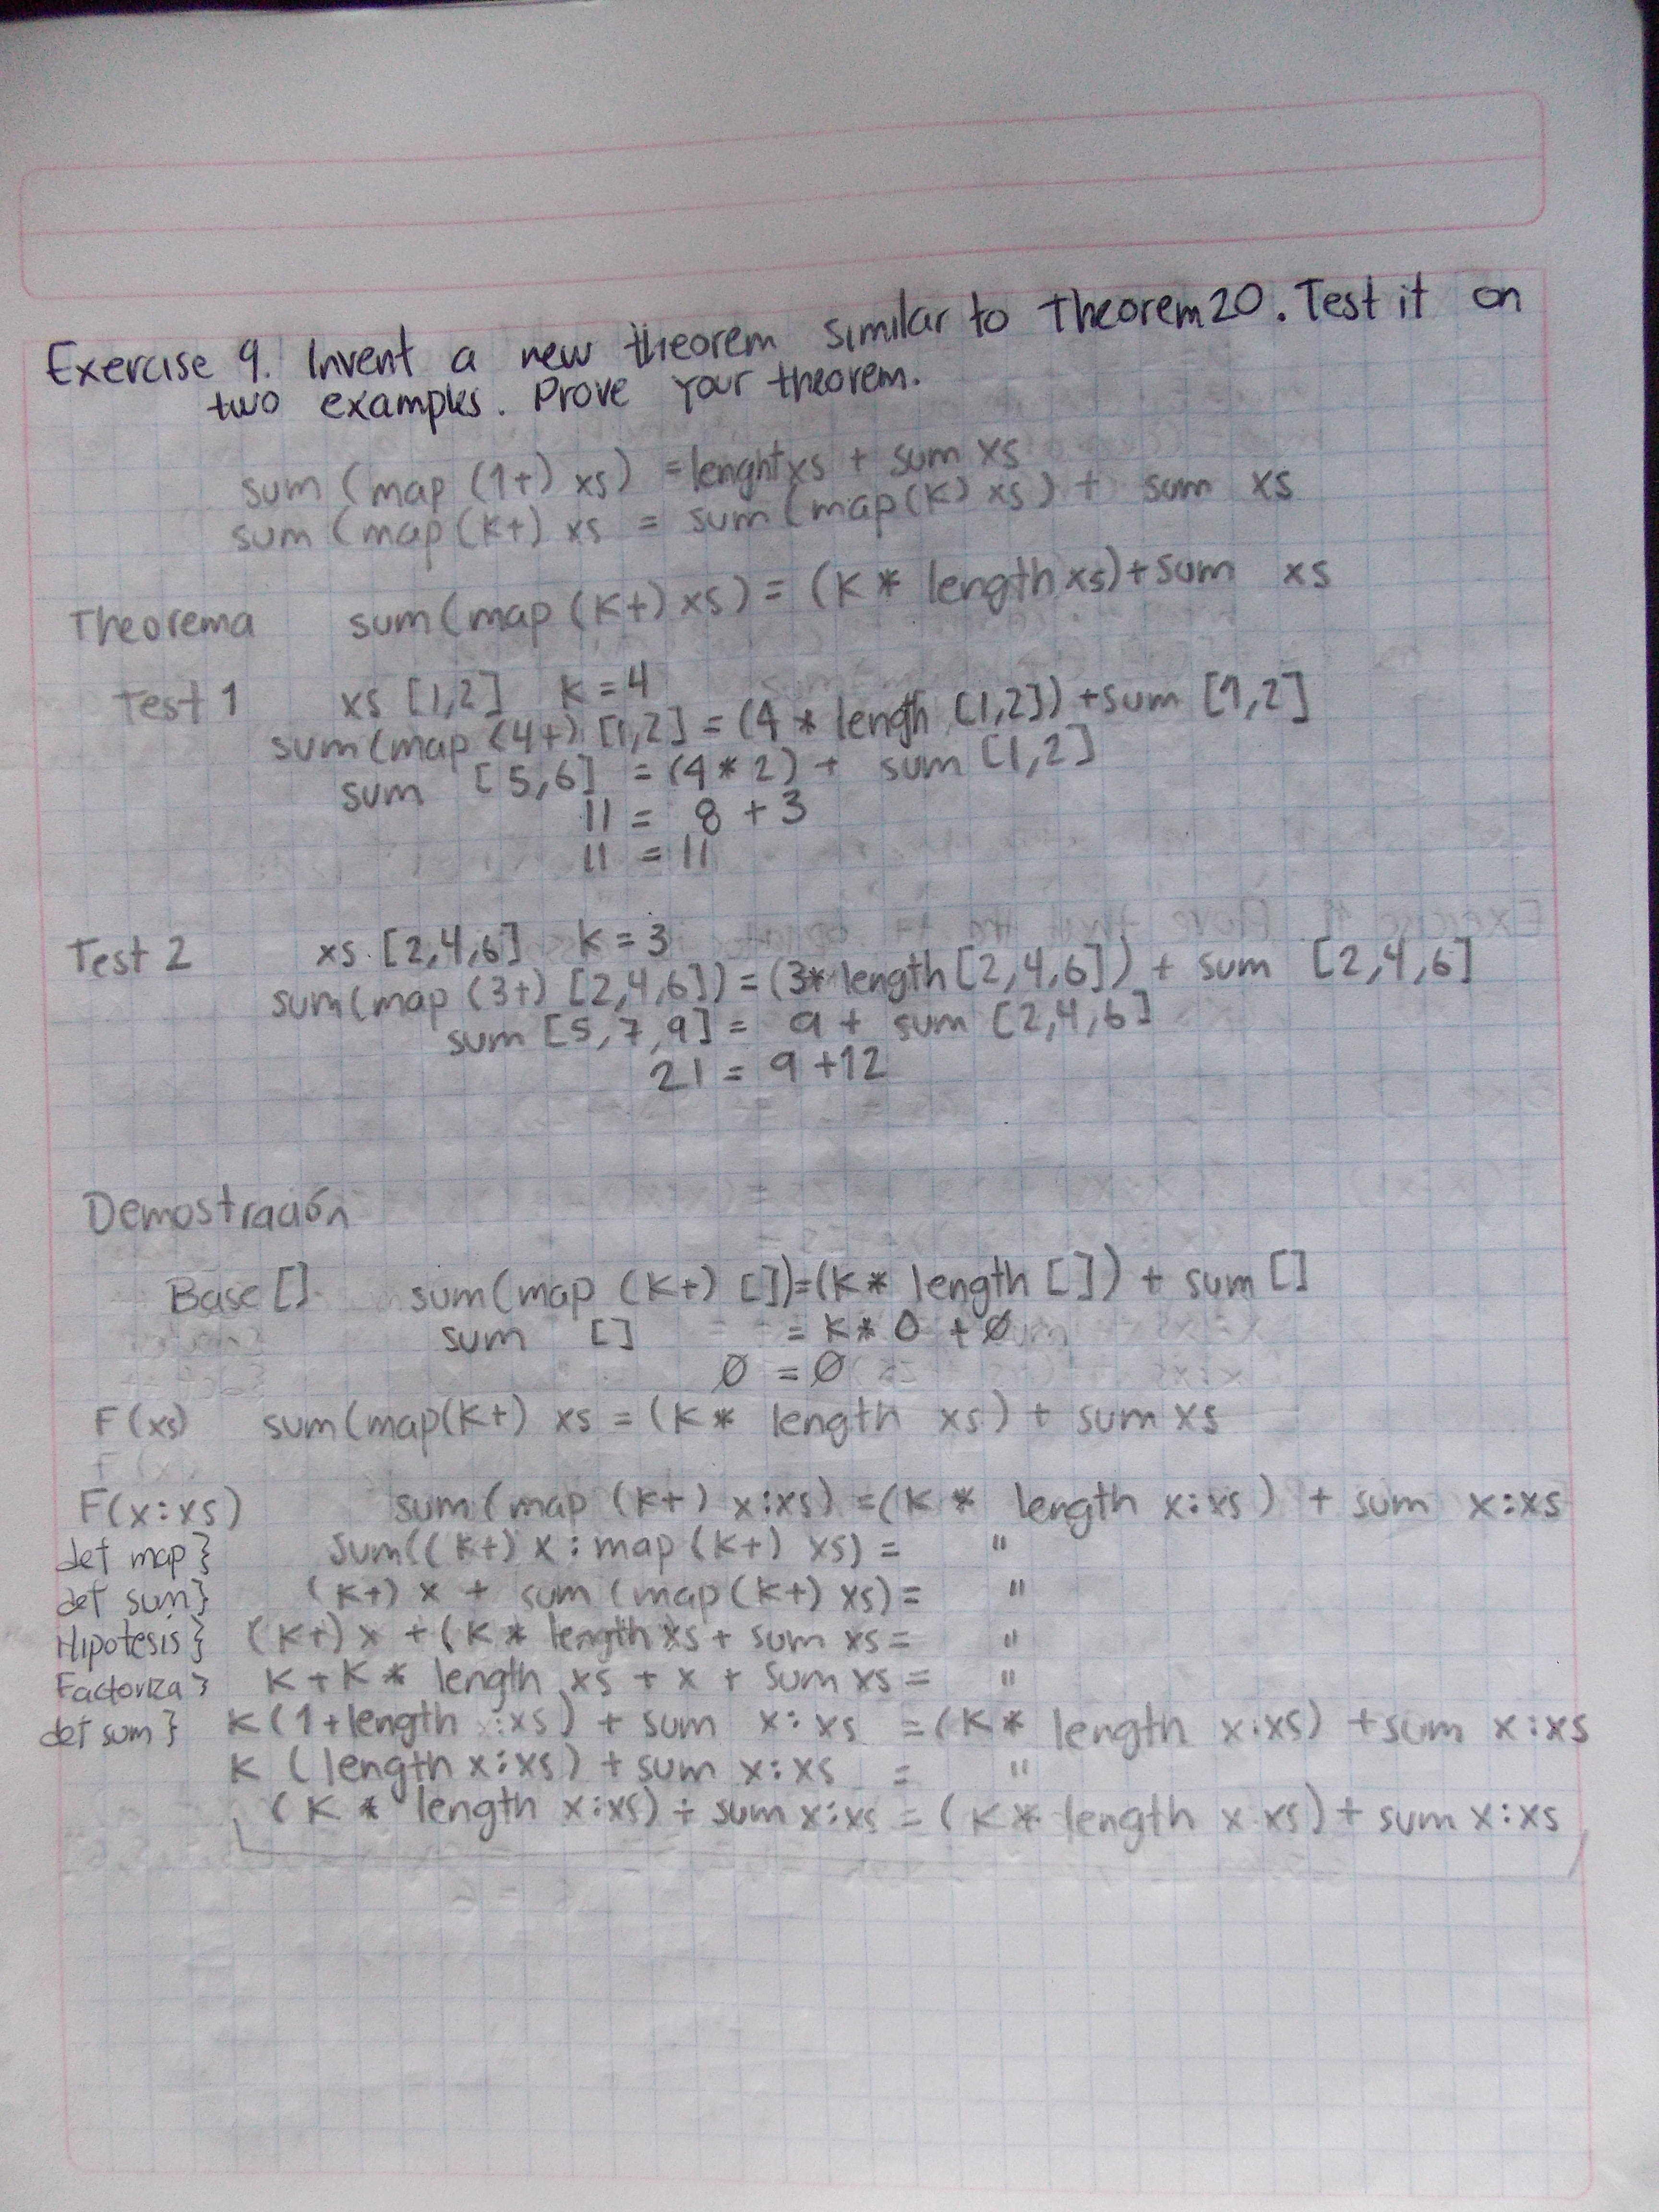 Exercise 9. Invent a new theorem similar to Theorem 20. Test it on
two examples. Prove your theorem.
sum (map (1+) xs) = lenght xs + sum xs
sum (map (k+) xs = sum (map (k) xs) + sum xs
Theorema sum (map (k+) xs) = (k * length xs) + sum xs
Test 1 xs [1,2] k = 4
sum (map (4+) [1,2] = (4 * length [1,2]) + sum [1,2]
sum [5,6] = (4 * 2) + sum [1,2]
11 = 8 + 3
11 = 11
Test 2 xs [2,4,6] k = 3
sum (map (3+) [2,4,6]) = (3* length [2,4,6]) + sum [2,4,6]
sum [5,7,9] = 9 + sum [2,4,6]
21 = 9 + 12
Demostración
Base [] sum (map (k+) []) = (k * length []) + sum []
sum [] = k * 0 + Ø
Ø = Ø
F(xs) sum (map (k+) xs = (k * length xs) + sum xs
F(x)
F(x:xs) sum (map (k+) x:xs) = (k * length x:xs) + sum x:xs
def map} sum((k+) x : map (k+) xs) = "
def sum} (k+) x + sum (map (k+) xs) = "
Hipotesis} (k+) x + (k * length xs + sum xs = "
Factoriza} k + k * length xs + x + sum xs = "
def sum} k (1 + length :xs) + sum x:xs = (k * length x:xs) + sum x:xs
k (length x:xs) + sum x:xs = "
(k * length x:xs) + sum x:xs = (k * length x xs) + sum x:xs